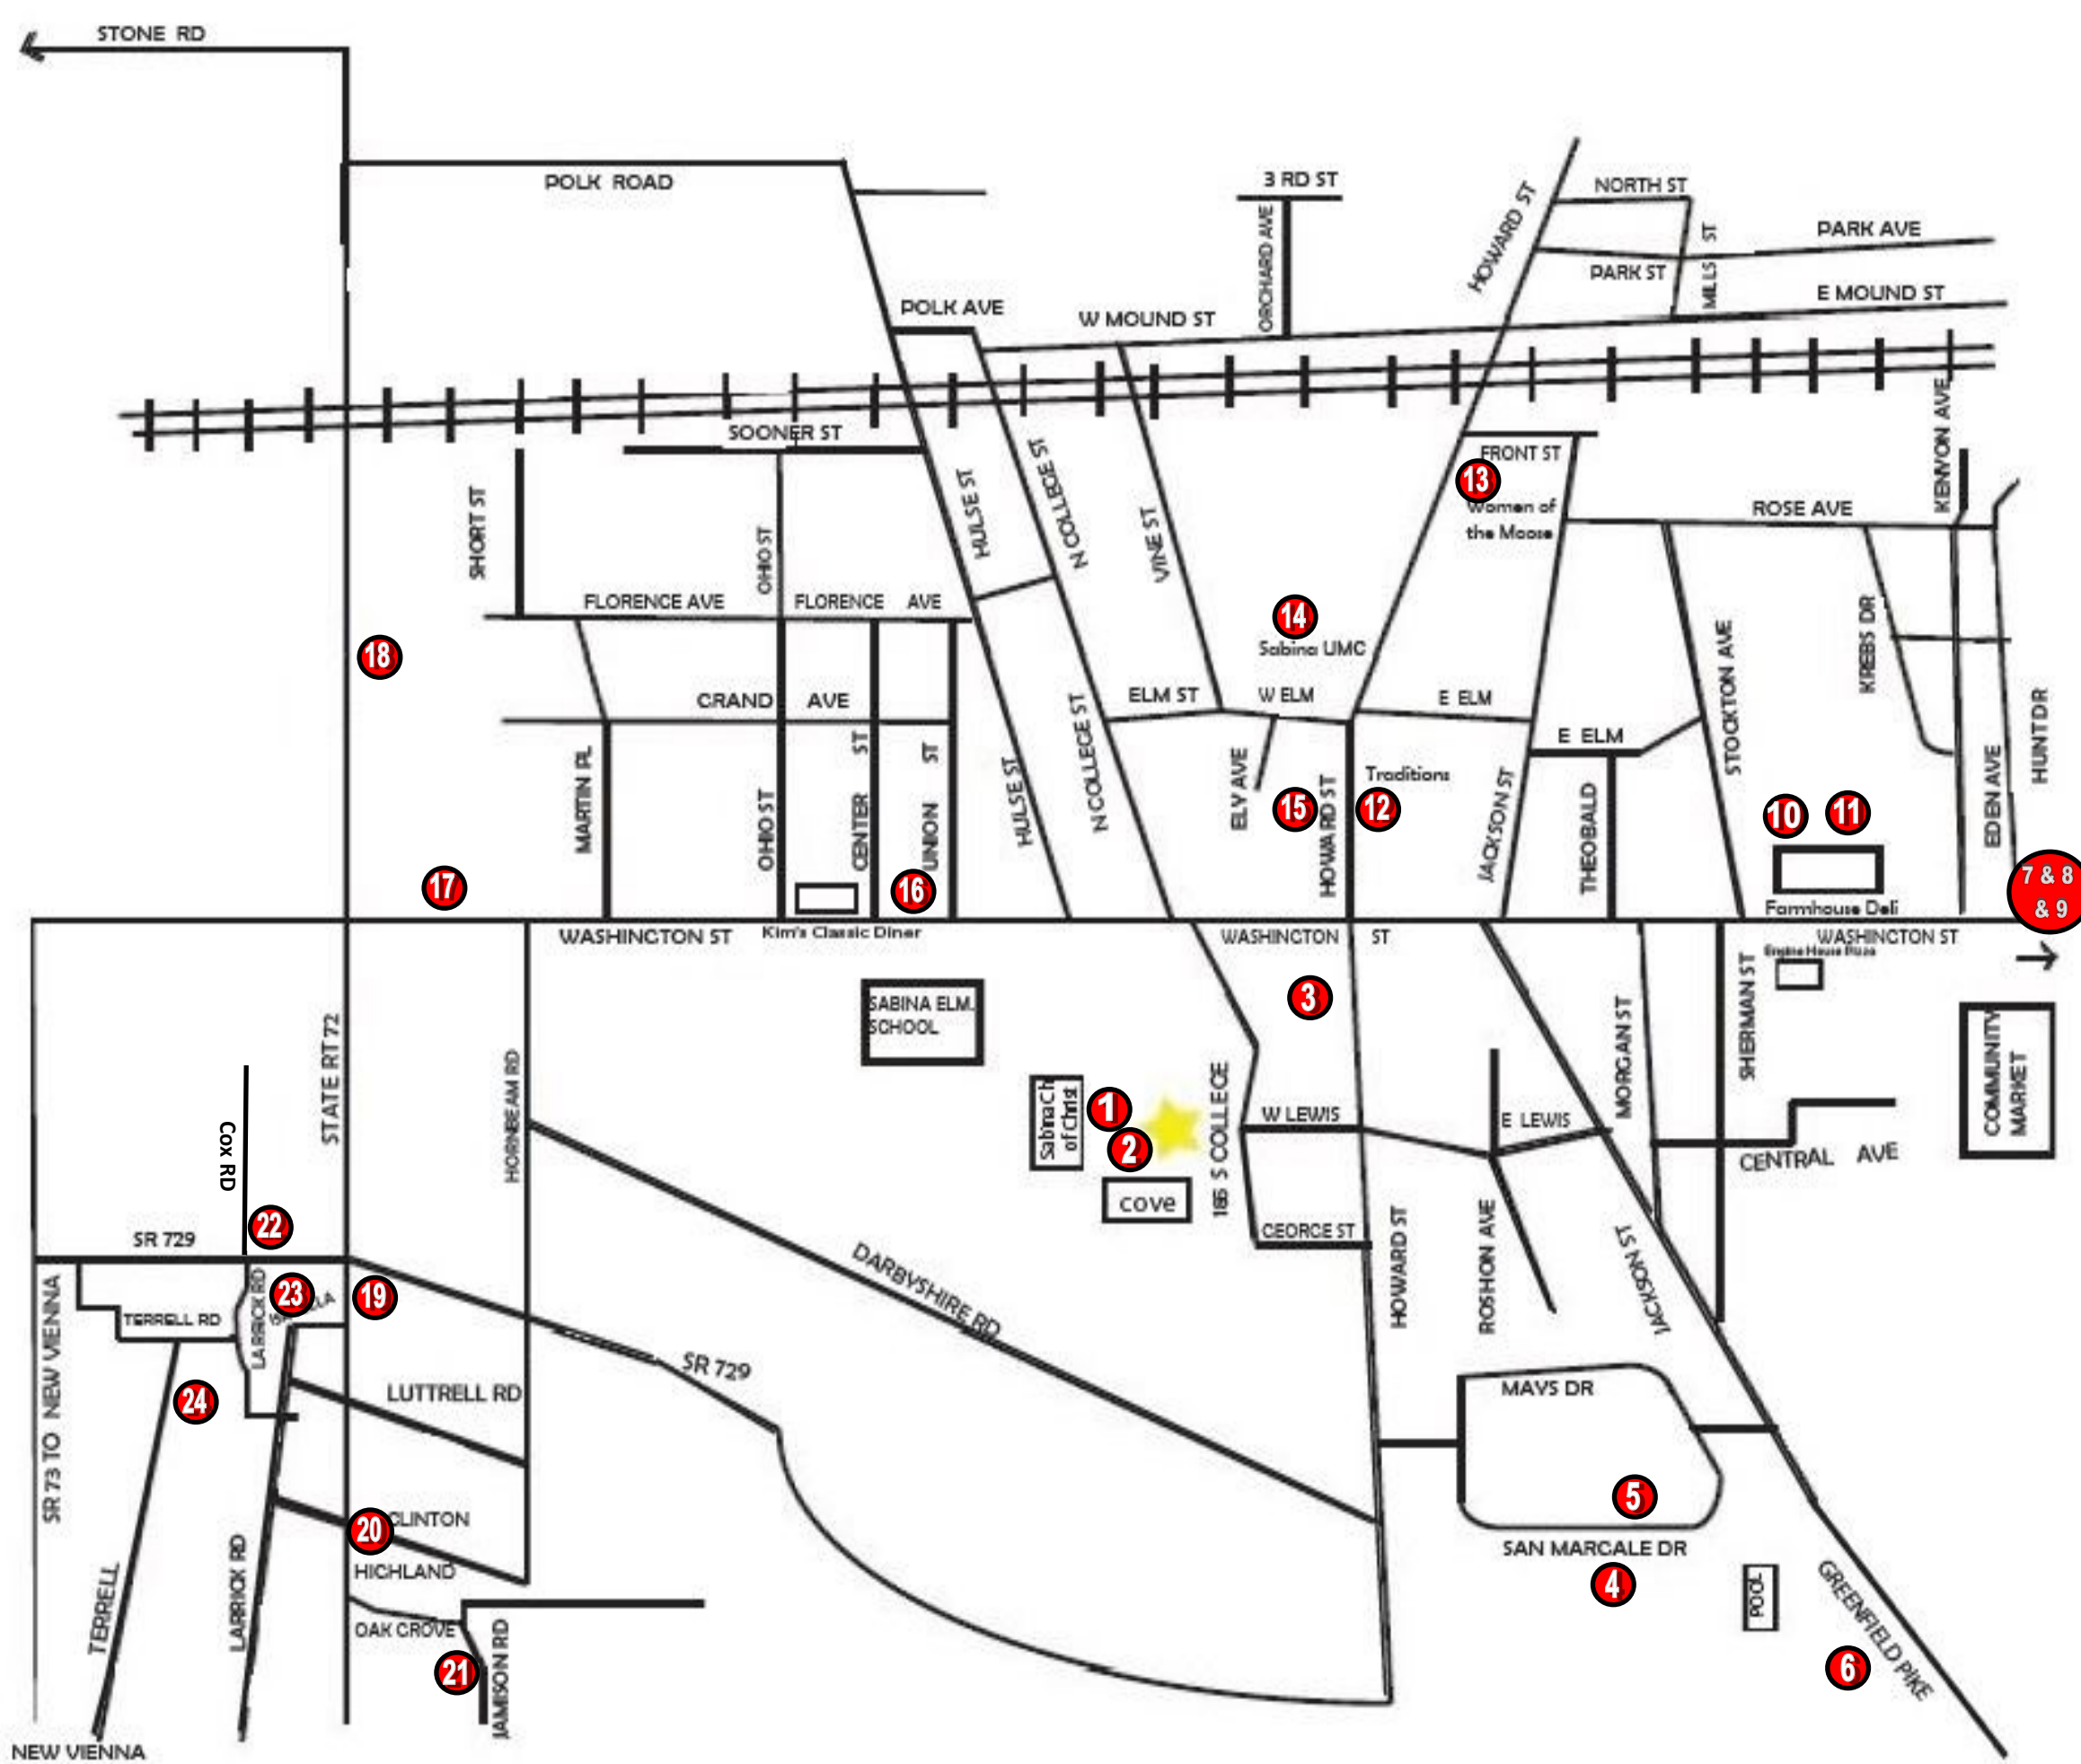 STONE RD
POLK ROAD
3 RD ST
ORCHARD AVE
HOWARD ST
NORTH ST
MILLS ST
PARK AVE
PARK ST
E MOUND ST
POLK AVE
W MOUND ST
SOONER ST
SHORT ST
OHIO ST
HULSE ST
N COLLEGE ST
VINE ST
FRONT ST
13
Women of
the Moose
ROSE AVE
KENYON AVE
FLORENCE AVE
FLORENCE AVE
14
Sabina UMC
18
GRAND AVE
ELM ST
W ELM
E ELM
E ELM
STOCKTON AVE
KREBS DR
HUNT DR
EDEN AVE
MARTIN PL
OHIO ST
CENTER ST
UNION ST
HULSE ST
N COLLEGE ST
ELY AVE
15
HOWARD ST
Traditions
12
JACKSON ST
THEOBALD
10
11
7 & 8
& 9
17
16
Farmhouse Deli
WASHINGTON ST
Kim's Classic Diner
WASHINGTON ST
WASHINGTON ST
Engine House Pizza
SABINA ELM.
SCHOOL
3
STATE RT 72
HORNBEAM RD
MORGAN ST
SHERMAN ST
COMMUNITY
MARKET
Cox RD
Sabina Ch
of Christ
1
2
cove
186 S COLLEGE
W LEWIS
E LEWIS
CENTRAL AVE
22
SR 729
GEORGE ST
HOWARD ST
ROSHON AVE
JACKSON ST
DARBYSHIRE RD
SR 73 TO NEW VIENNA
TERRELL RD
LARRICK RD
23
19
SR 729
LUTTRELL RD
24
MAYS DR
5
SAN MARGALE DR
4
POOL
GREENFIELD PIKE
6
20
CLINTON
HIGHLAND
OAK GROVE
21
JAMISON RD
TERRELL
LARRICK RD
NEW VIENNA